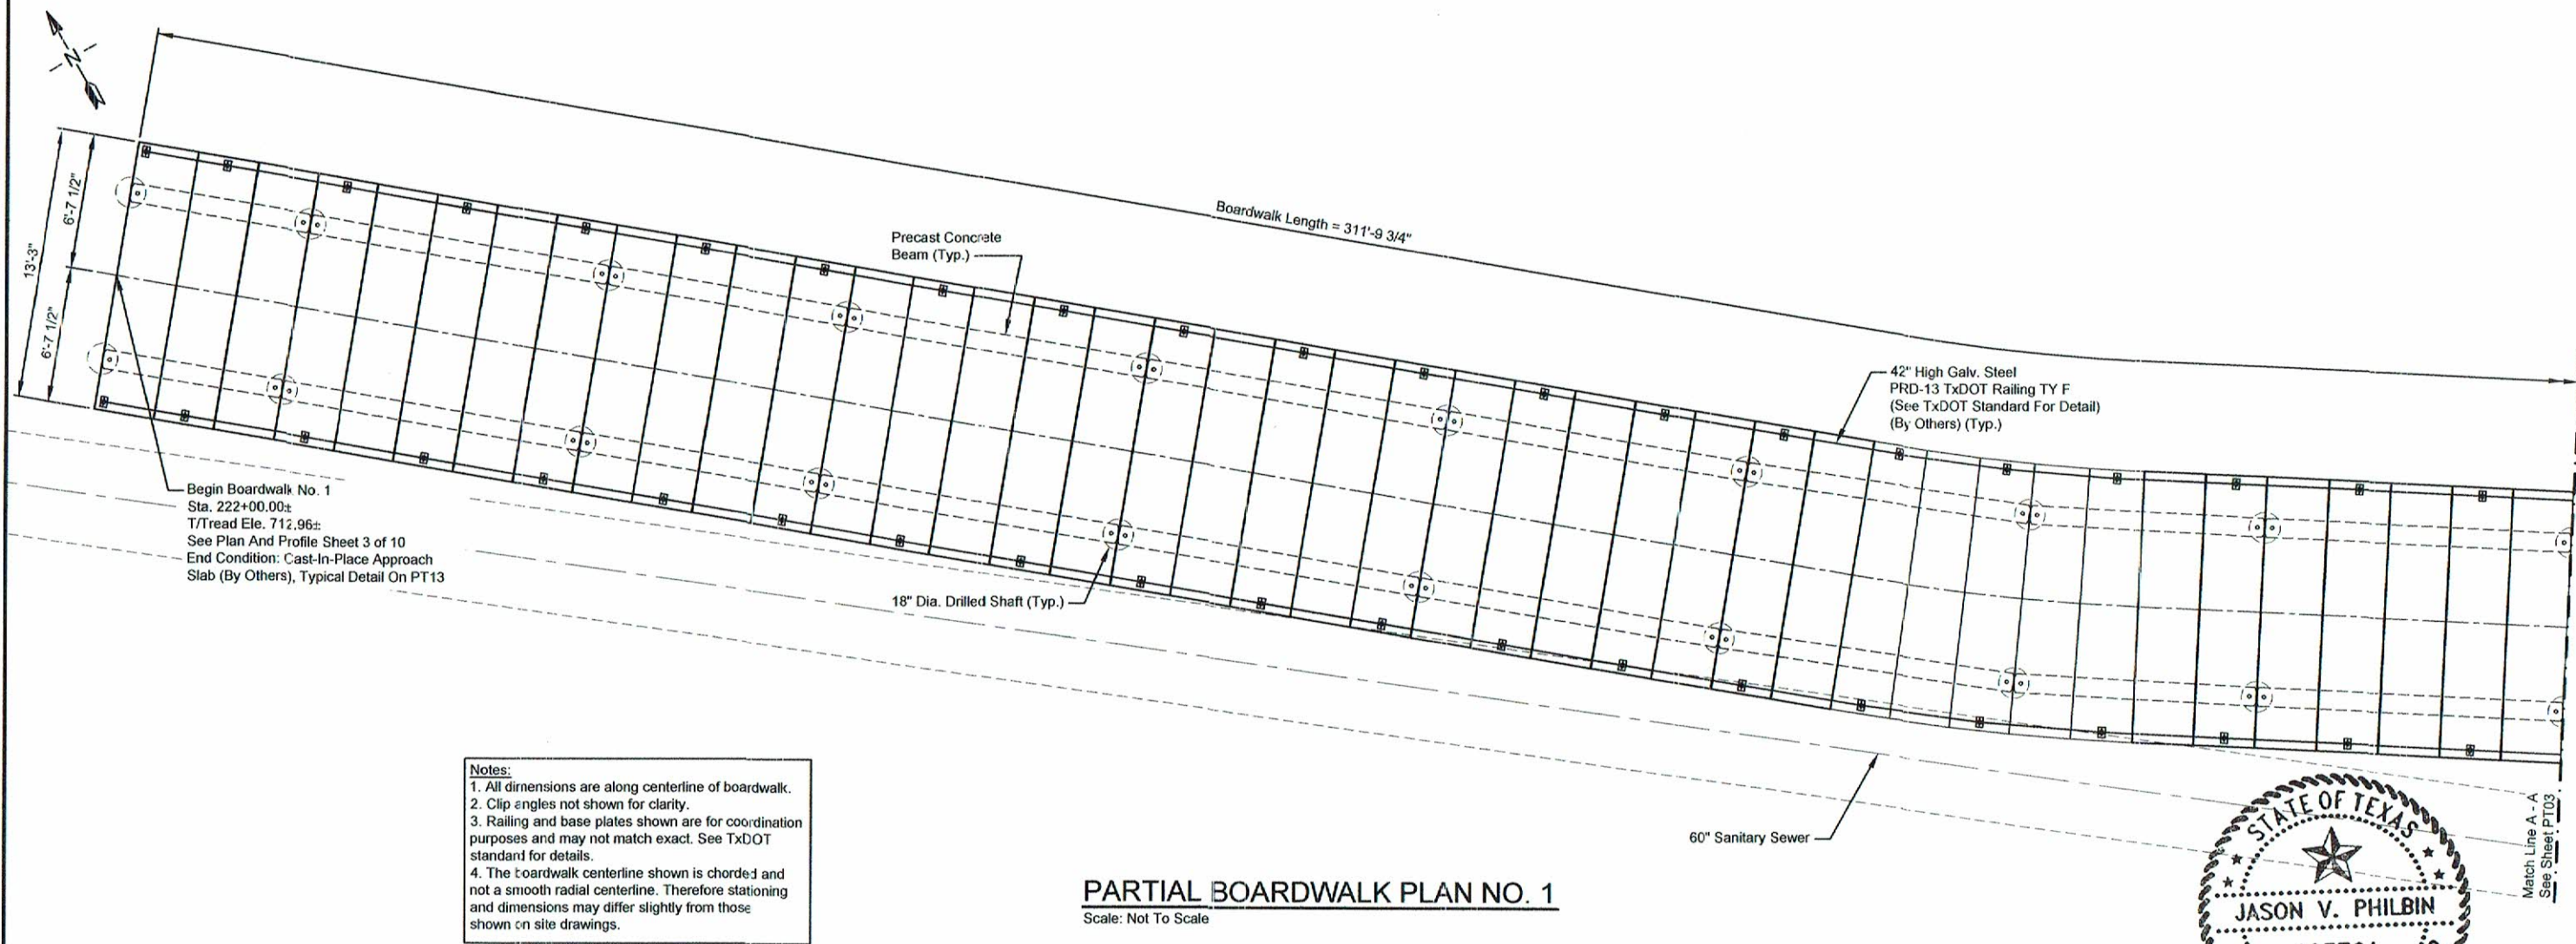 N
13'-3"
6'-7 1/2"
6'-7 1/2"
Boardwalk Length = 311'-9 3/4"
Precast Concrete
Beam (Typ.)
42" High Galv. Steel
PRD-13 TxDOT Railing TY F
(See TxDOT Standard For Detail)
(By Others) (Typ.)
Begin Boardwalk No. 1
Sta. 222+00.00±
T/Tread Ele. 712.96±
See Plan And Profile Sheet 3 of 10
End Condition: Cast-In-Place Approach
Slab (By Others), Typical Detail On PT13
18" Dia. Drilled Shaft (Typ.)
60" Sanitary Sewer
Notes:
1. All dimensions are along centerline of boardwalk.
2. Clip angles not shown for clarity.
3. Railing and base plates shown are for coordination
purposes and may not match exact. See TxDOT
standard for details.
4. The boardwalk centerline shown is chorded and
not a smooth radial centerline. Therefore stationing
and dimensions may differ slightly from those
shown on site drawings.
PARTIAL BOARDWALK PLAN NO. 1
Scale: Not To Scale
STATE OF TEXAS
JASON V. PHILBIN
Match Line A - A
See Sheet PT03